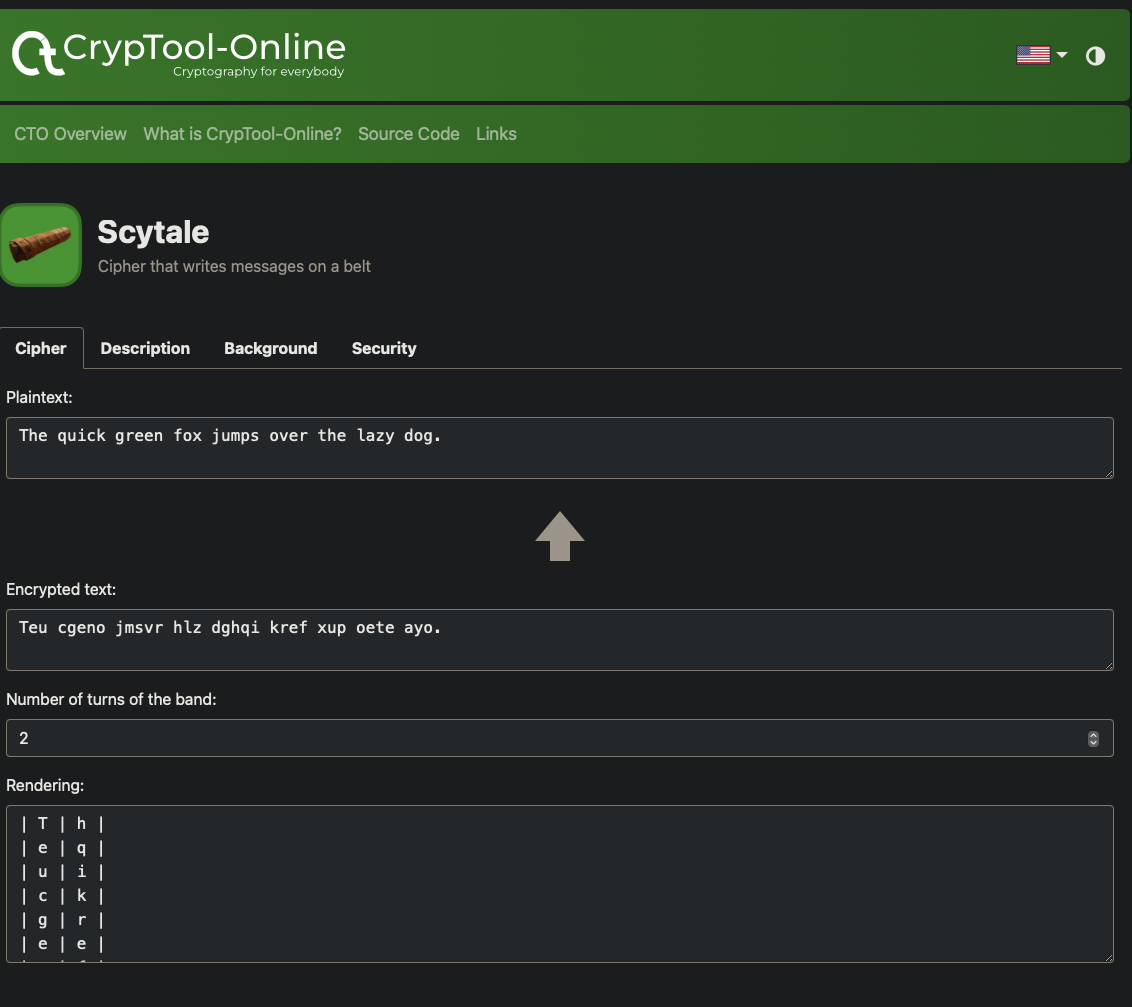 CrypTool-Online
Cryptography for everybody
CTO Overview What is CrypTool-Online? Source Code Links
Scytale
Cipher that writes messages on a belt
Cipher Description Background Security
Plaintext:
The quick green fox jumps over the lazy dog.
Encrypted text:
Teu cgeno jmsvr hlz dghqi kref xup oete ayo.
Number of turns of the band:
2
Rendering:
| T | h |
| e | q |
| u | i |
| c | k |
| g | r |
| e | e |